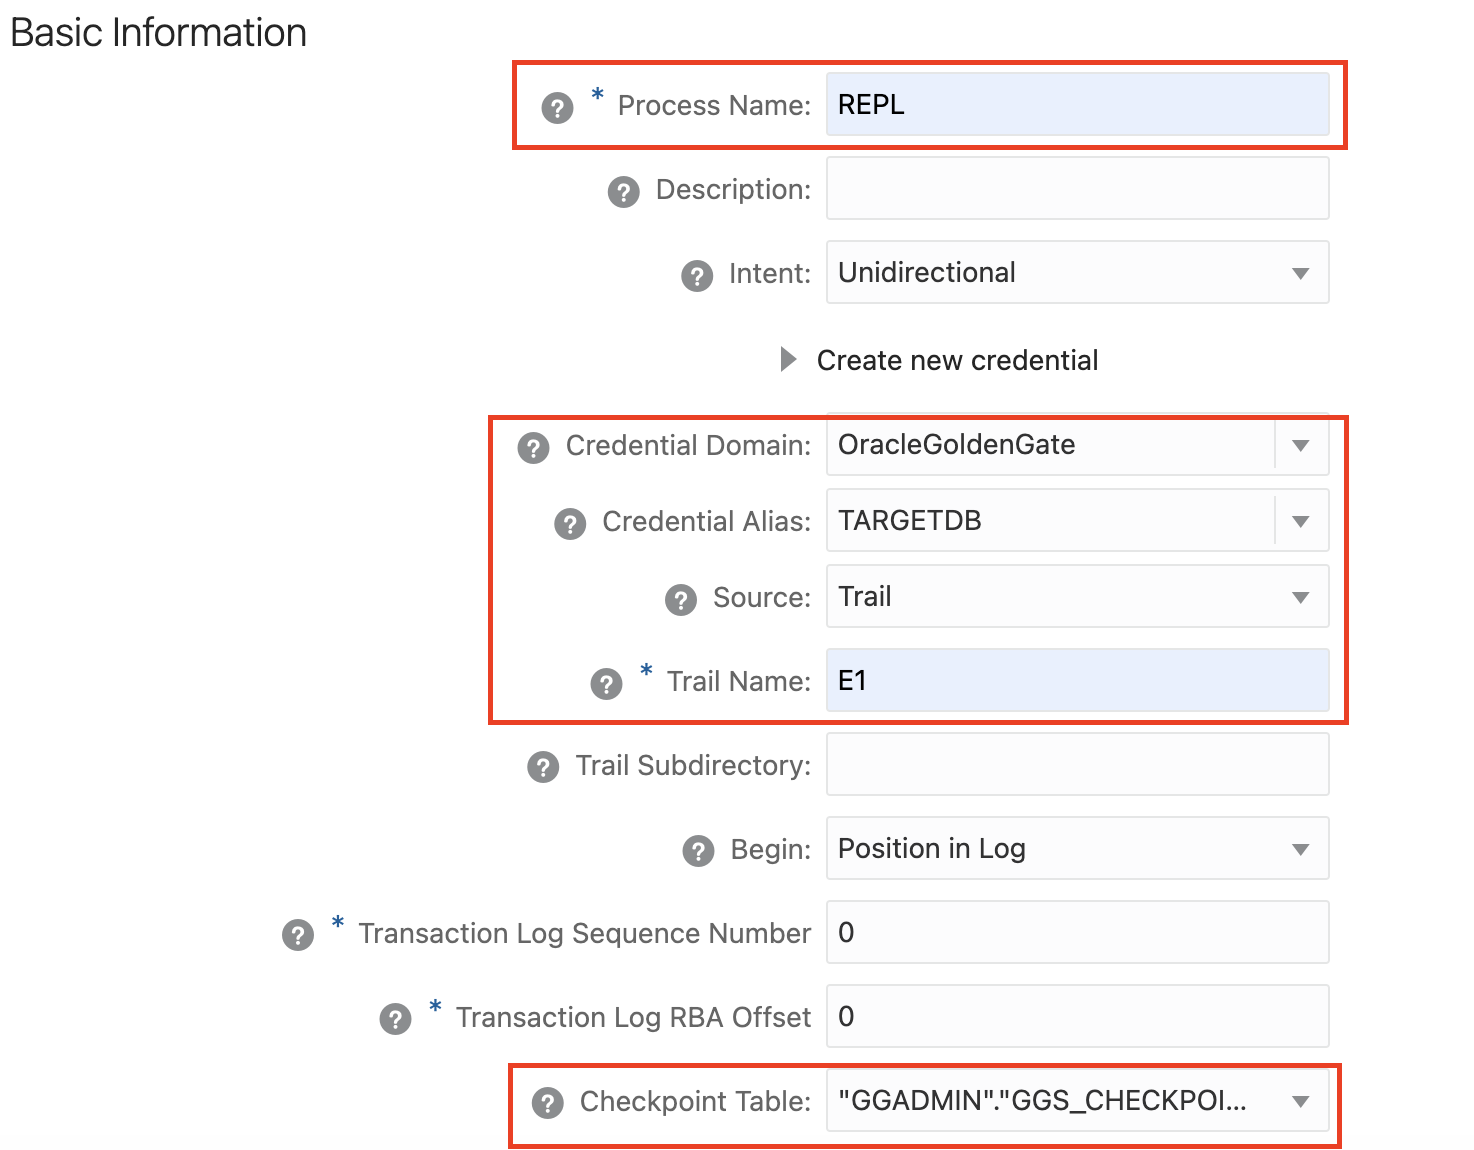 Basic Information
? * Process Name: REPL
? Description:
? Intent: Unidirectional
Create new credential
? Credential Domain: OracleGoldenGate
? Credential Alias: TARGETDB
? Source: Trail
? * Trail Name: E1
? Trail Subdirectory:
? Begin: Position in Log
? * Transaction Log Sequence Number 0
? * Transaction Log RBA Offset 0
? Checkpoint Table: "GGADMIN"."GGS_CHECKPOI...